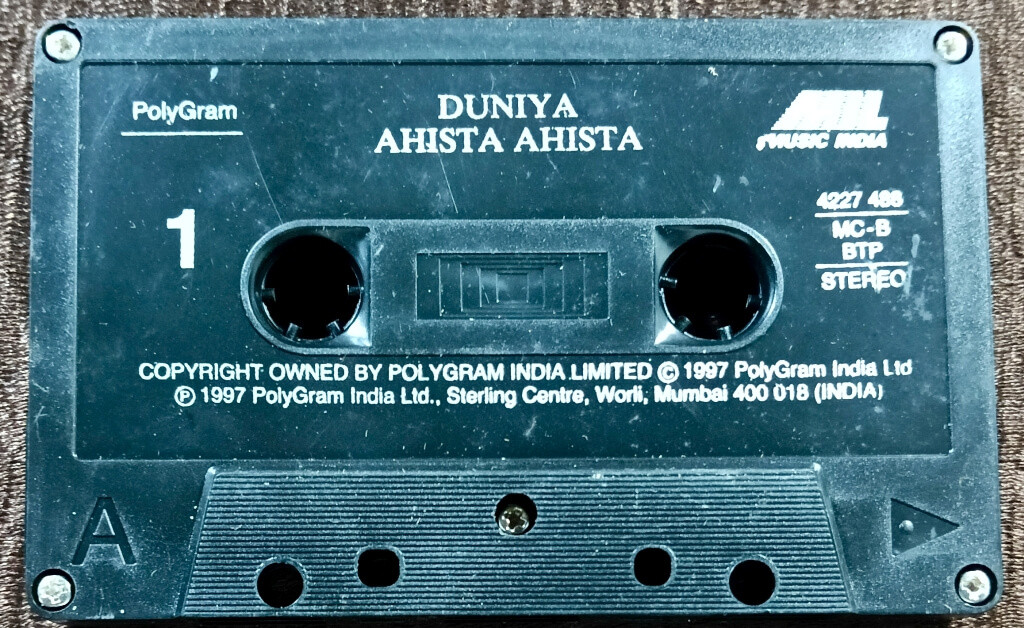 PolyGram
DUNIYA
AHISTA AHISTA
MIL
MUSIC INDIA
1
4227 488
MC-B
BTP
STEREO
COPYRIGHT OWNED BY POLYGRAM INDIA LIMITED © 1997 PolyGram India Ltd
℗ 1997 PolyGram India Ltd., Sterling Centre, Worli, Mumbai 400 018 (INDIA)
A